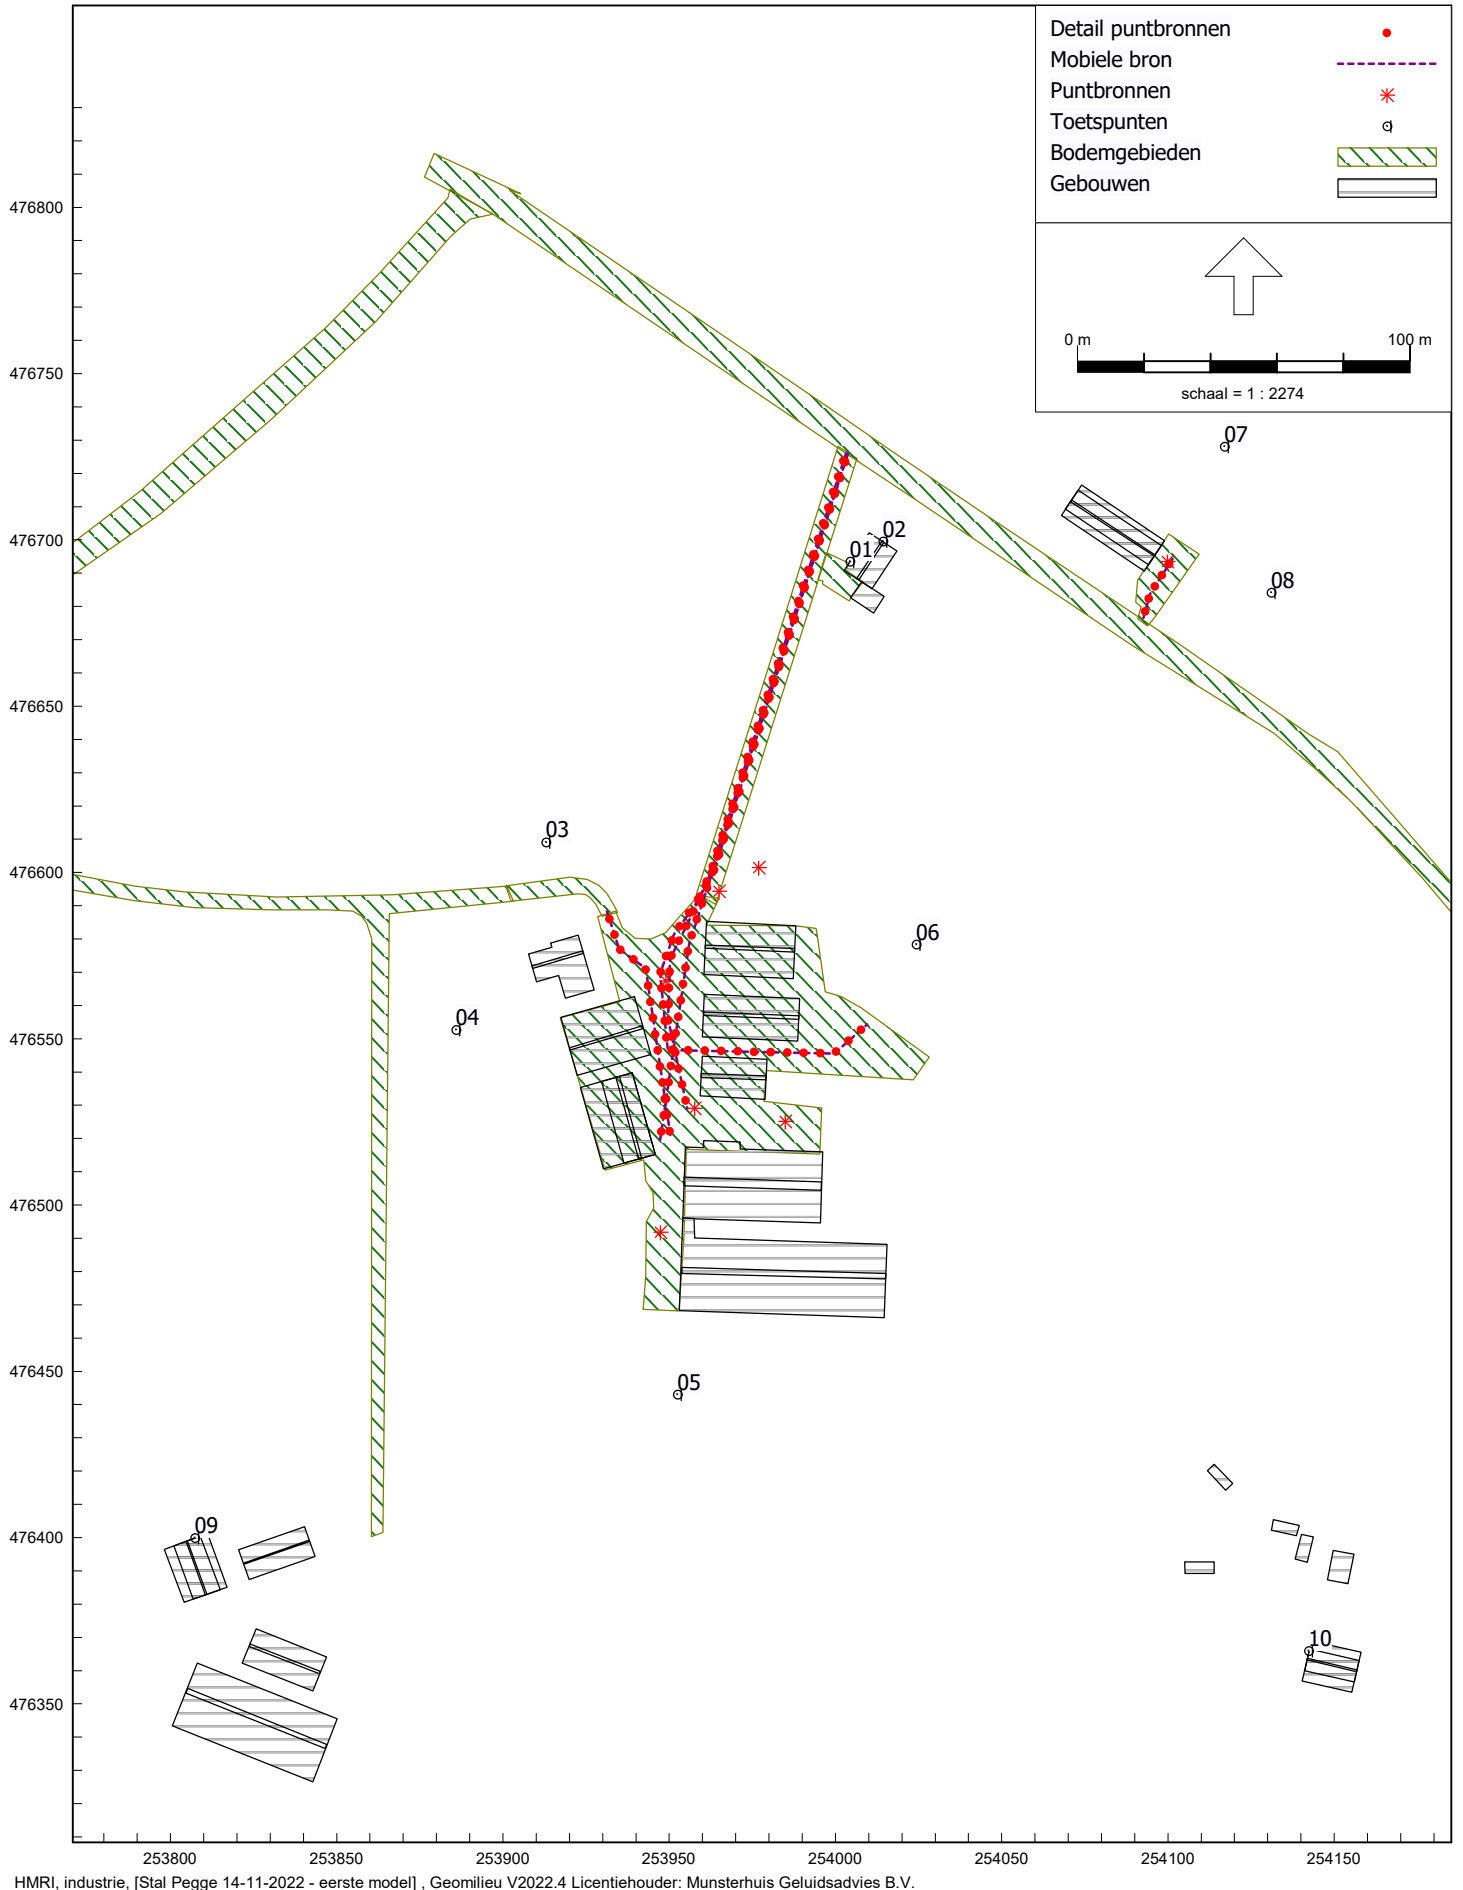 Detail puntbronnen
Mobiele bron
Puntbronnen
Toetspunten
Bodemgebieden
Gebouwen
0 m 100 m
schaal = 1 : 2274
476800
476750
476700
476650
476600
476550
476500
476450
476400
476350
07
02
01
08
03
06
04
05
09
10
253800 253850 253900 253950 254000 254050 254100 254150
HMRI, industrie, [Stal Pegge 14-11-2022 - eerste model] , Geomilieu V2022.4 Licentiehouder: Munsterhuis Geluidsadvies B.V.